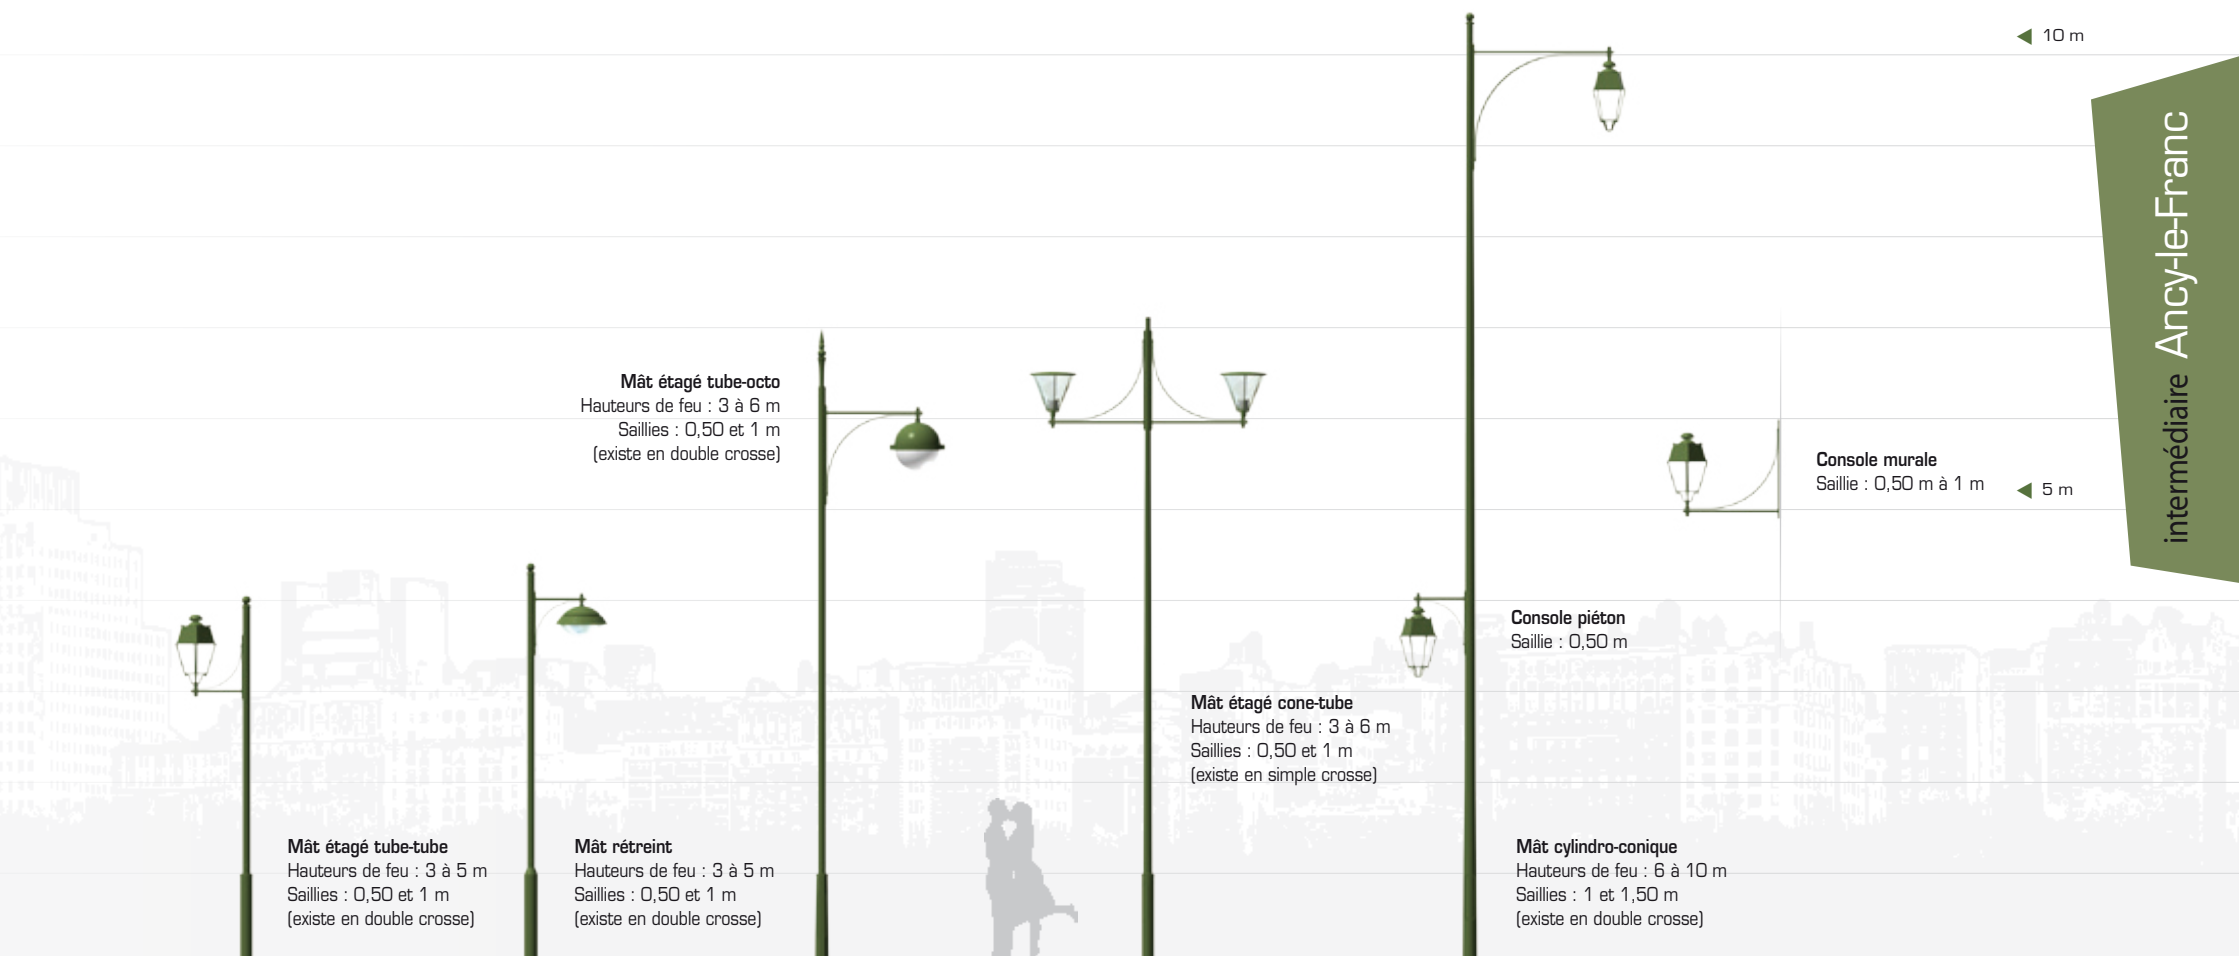 10 m
intermédiaire Ancy-le-Franc
Mât étagé tube-octo
Hauteurs de feu : 3 à 6 m
Saillies : 0,50 et 1 m
(existe en double crosse)
Console murale
Saillie : 0,50 m à 1 m
5 m
Console piéton
Saillie : 0,50 m
Mât étagé cone-tube
Hauteurs de feu : 3 à 6 m
Saillies : 0,50 et 1 m
(existe en simple crosse)
Mât étagé tube-tube
Hauteurs de feu : 3 à 5 m
Saillies : 0,50 et 1 m
(existe en double crosse)
Mât rétreint
Hauteurs de feu : 3 à 5 m
Saillies : 0,50 et 1 m
(existe en double crosse)
Mât cylindro-conique
Hauteurs de feu : 6 à 10 m
Saillies : 1 et 1,50 m
(existe en double crosse)